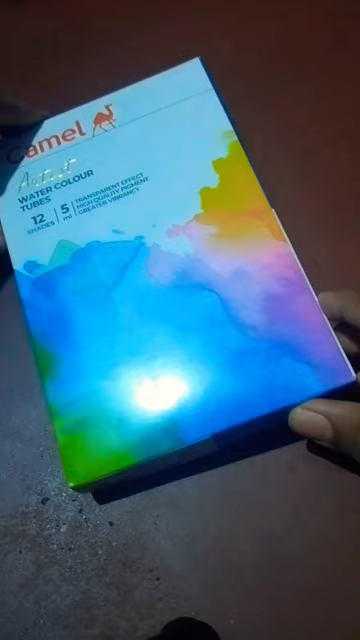 Camel
Artist
WATER COLOUR
TUBES
12
SHADES
5
ml
TRANSPARENT EFFECT
HIGH QUALITY PIGMENT
GREATER VIBRANCY